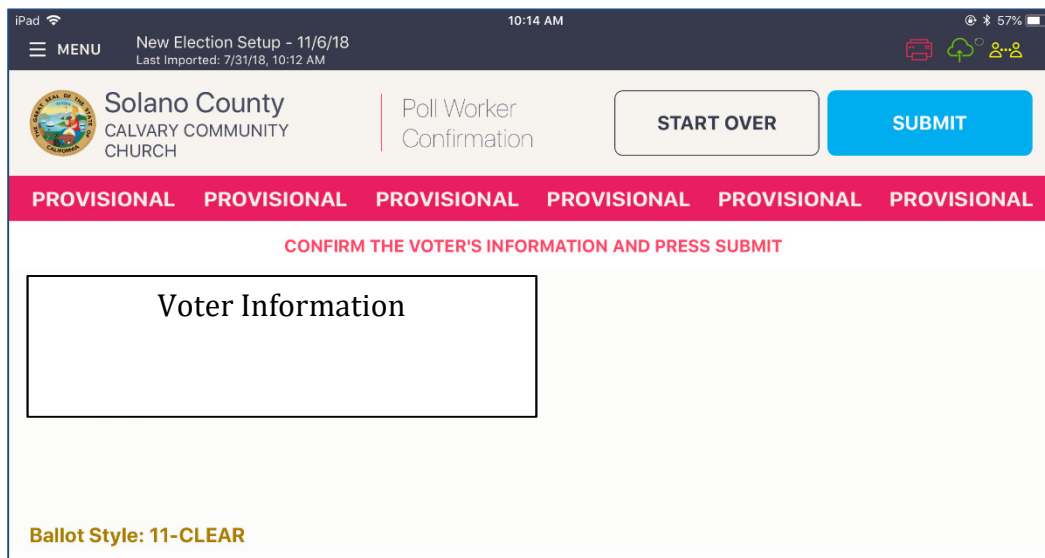 iPad 10:14 AM 57%
MENU New Election Setup - 11/6/18
Last Imported: 7/31/18, 10:12 AM
Solano County
CALVARY COMMUNITY
CHURCH
Poll Worker
Confirmation
START OVER
SUBMIT
PROVISIONAL PROVISIONAL PROVISIONAL PROVISIONAL PROVISIONAL PROVISIONAL
CONFIRM THE VOTER'S INFORMATION AND PRESS SUBMIT
Voter Information
Ballot Style: 11-CLEAR